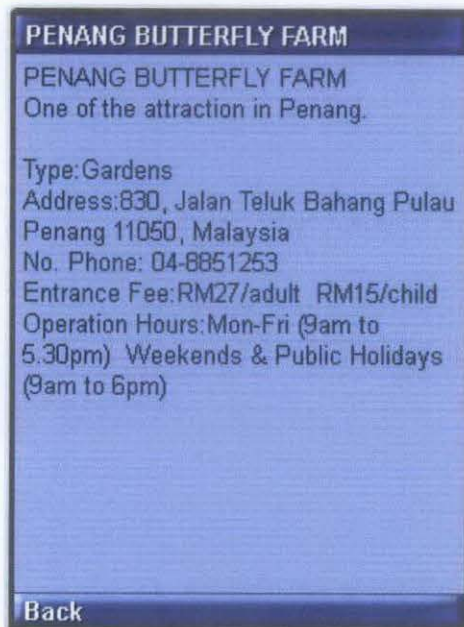 PENANG BUTTERFLY FARM
PENANG BUTTERFLY FARM
One of the attraction in Penang.
Type:Gardens
Address:830, Jalan Teluk Bahang Pulau
Penang 11050, Malaysia
No. Phone: 04-8851253
Entrance Fee:RM27/adult RM15/child
Operation Hours:Mon-Fri (9am to
5.30pm) Weekends & Public Holidays
(9am to 6pm)
Back